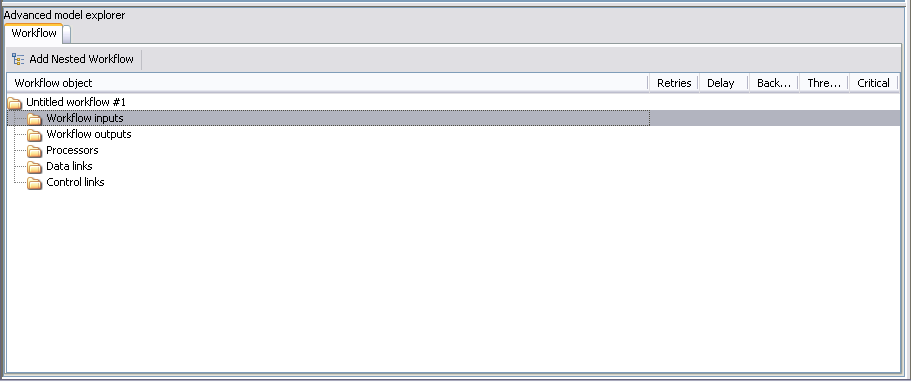 Advanced model explorer
Workflow
Add Nested Workflow
Workflow object Retries Delay Back... Thre... Critical
Untitled workflow #1
Workflow inputs
Workflow outputs
Processors
Data links
Control links